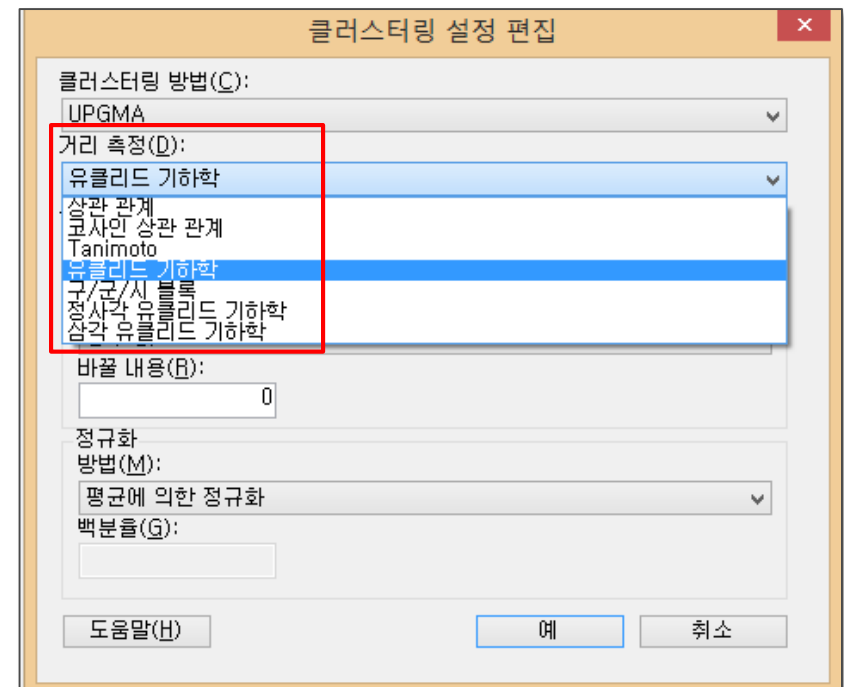 클러스터링 설정 편집
클러스터링 방법(C):
UPGMA
거리 측정(D):
유클리드 기하학
상관 관계
코사인 상관 관계
Tanimoto
유클리드 기하학
구/군/시 블록
정사각 유클리드 기하학
삼각 유클리드 기하학
바꿀 내용(R):
0
정규화
방법(M):
평균에 의한 정규화
백분율(G):
도움말(H)
예
취소